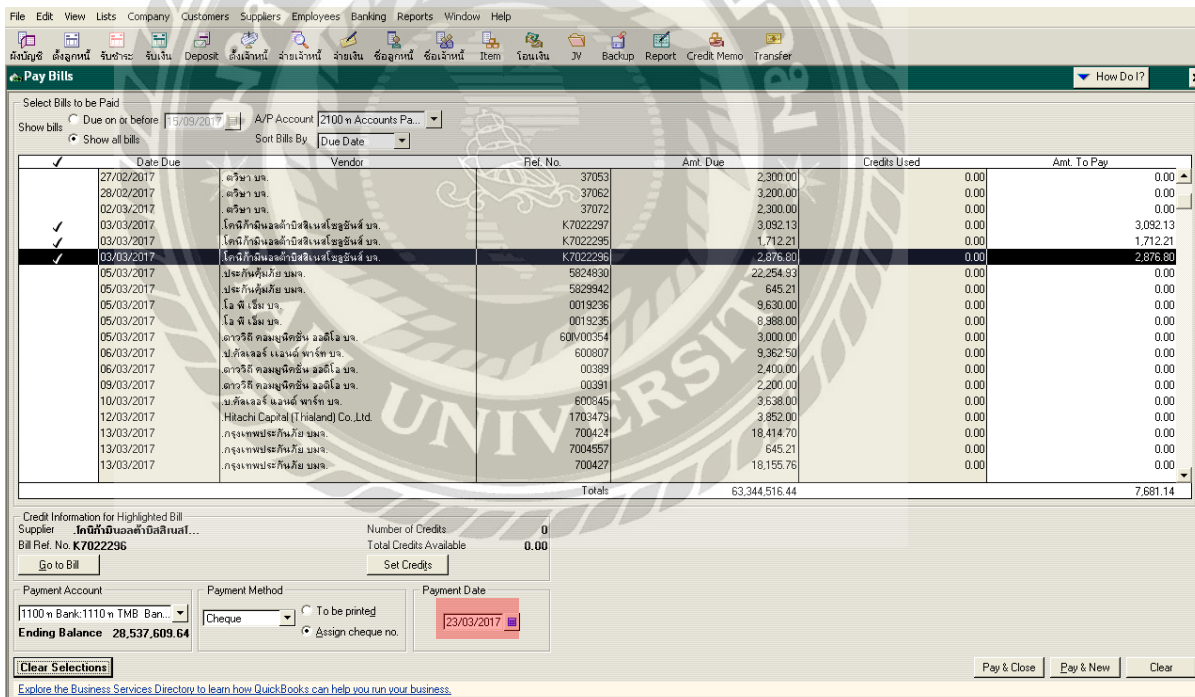 File Edit View Lists Company Customers Suppliers Employees Banking Reports Window Help
ผังบัญชี ตั้งลูกหนี้ รับชำระ รับเงิน Deposit ตั้งเจ้าหนี้ จ่ายเจ้าหนี้ จ่ายเงิน ชื่อลูกหนี้ ชื่อเจ้าหนี้ Item โอนเงิน JV Backup Report Credit Memo Transfer
Pay Bills How Do I?
Select Bills to be Paid
Show bills Due on or before 15/09/2017 A/P Account 2100 ท Accounts Pa...
Show all bills Sort Bills By Due Date
Date Due Vendor Ref. No. Amt. Due Credits Used Amt. To Pay
27/02/2017 . ตวิษา บจ. 37053 2,300.00 0.00 0.00
28/02/2017 . ตวิษา บจ. 37062 3,200.00 0.00 0.00
02/03/2017 . ตวิษา บจ. 37072 2,300.00 0.00 0.00
03/03/2017 .โคนิก้ามินอลต้าบิสสิเนสโซลูชันส์ บจ. K7022297 3,092.13 0.00 3,092.13
03/03/2017 .โคนิก้ามินอลต้าบิสสิเนสโซลูชันส์ บจ. K7022295 1,712.21 0.00 1,712.21
03/03/2017 .โคนิก้ามินอลต้าบิสสิเนสโซลูชันส์ บจ. K7022296 2,876.80 0.00 2,876.80
05/03/2017 .ประกันคุ้มภัย บมจ. 5824830 22,254.93 0.00 0.00
05/03/2017 .ประกันคุ้มภัย บมจ. 5829942 645.21 0.00 0.00
05/03/2017 .โอ พี เอ็ม บจ. 0019236 9,630.00 0.00 0.00
05/03/2017 .โอ พี เอ็ม บจ. 0019235 8,988.00 0.00 0.00
05/03/2017 .ดาววิถี คอมมูนิคชั่น ออดิโอ บจ. 60IV00354 3,000.00 0.00 0.00
06/03/2017 .ป.คัลเลอร์ แอนด์ พาร์ท บจ. 600807 9,362.50 0.00 0.00
06/03/2017 .ดาววิถี คอมมูนิคชั่น ออดิโอ บจ. 00389 2,400.00 0.00 0.00
09/03/2017 .ดาววิถี คอมมูนิคชั่น ออดิโอ บจ. 00391 2,200.00 0.00 0.00
10/03/2017 .บ.คัลเลอร์ แอนด์ พาร์ท บจ. 600845 3,638.00 0.00 0.00
12/03/2017 .Hitachi Capital (Thialand) Co.,Ltd. 1703479 3,852.00 0.00 0.00
13/03/2017 .กรุงเทพประกันภัย บมจ. 700424 18,414.70 0.00 0.00
13/03/2017 .กรุงเทพประกันภัย บมจ. 7004557 645.21 0.00 0.00
13/03/2017 .กรุงเทพประกันภัย บมจ. 700427 18,155.76 0.00 0.00
Totals 63,344,516.44 7,681.14
Credit Information for Highlighted Bill
Supplier .โคนิก้ามินอลต้าบิสสิเนสโ... Number of Credits 0
Bill Ref. No. K7022296 Total Credits Available 0.00
Go to Bill Set Credits
Payment Account Payment Method Payment Date
1100 ท Bank:1110 ท TMB Ban... Cheque To be printed 23/03/2017
Ending Balance 28,537,609.64 Assign cheque no.
Clear Selections Pay & Close Pay & New Clear
Explore the Business Services Directory to learn how QuickBooks can help you run your business.
UNIVERSITY